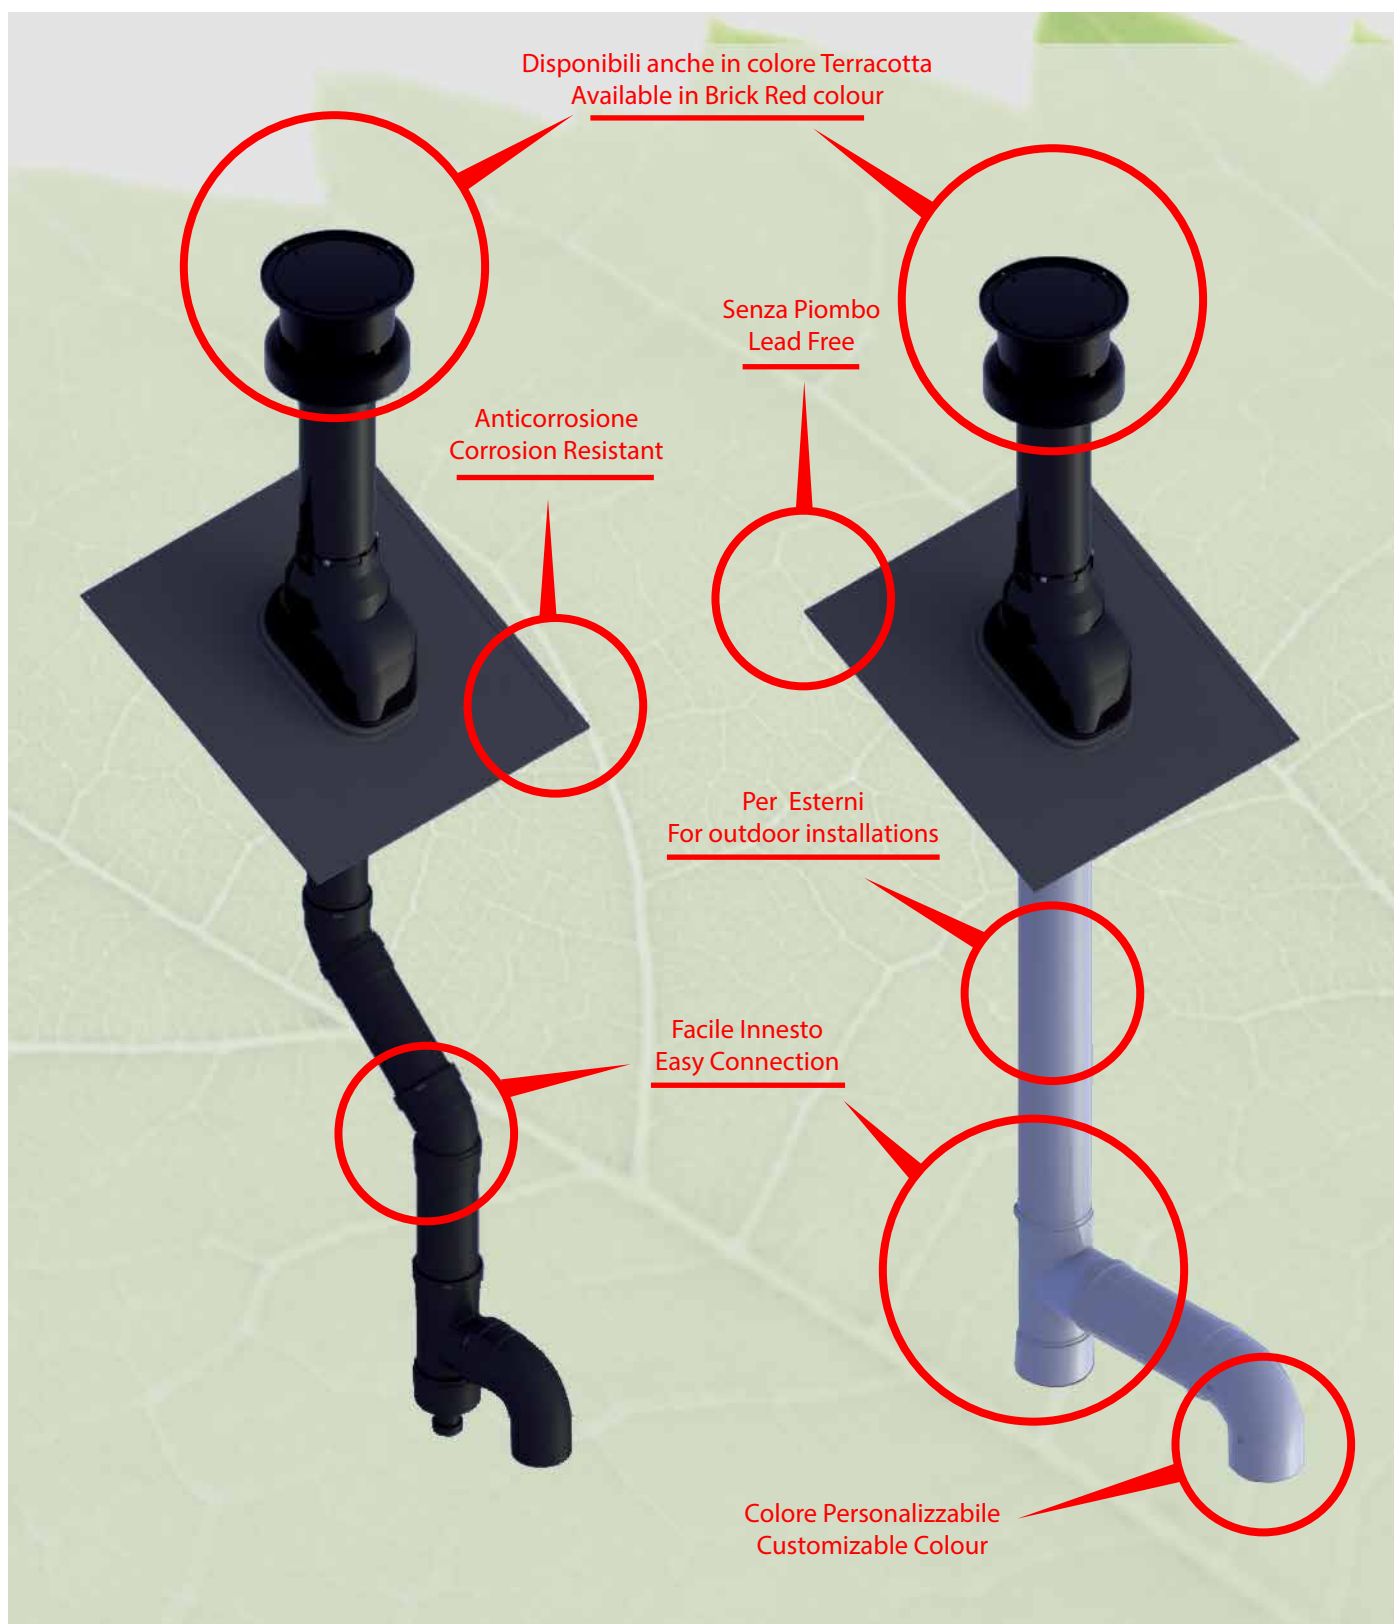 Disponibili anche in colore Terracotta
Available in Brick Red colour
Senza Piombo
Lead Free
Anticorrosione
Corrosion Resistant
Per Esterni
For outdoor installations
Facile Innesto
Easy Connection
Colore Personalizzabile
Customizable Colour